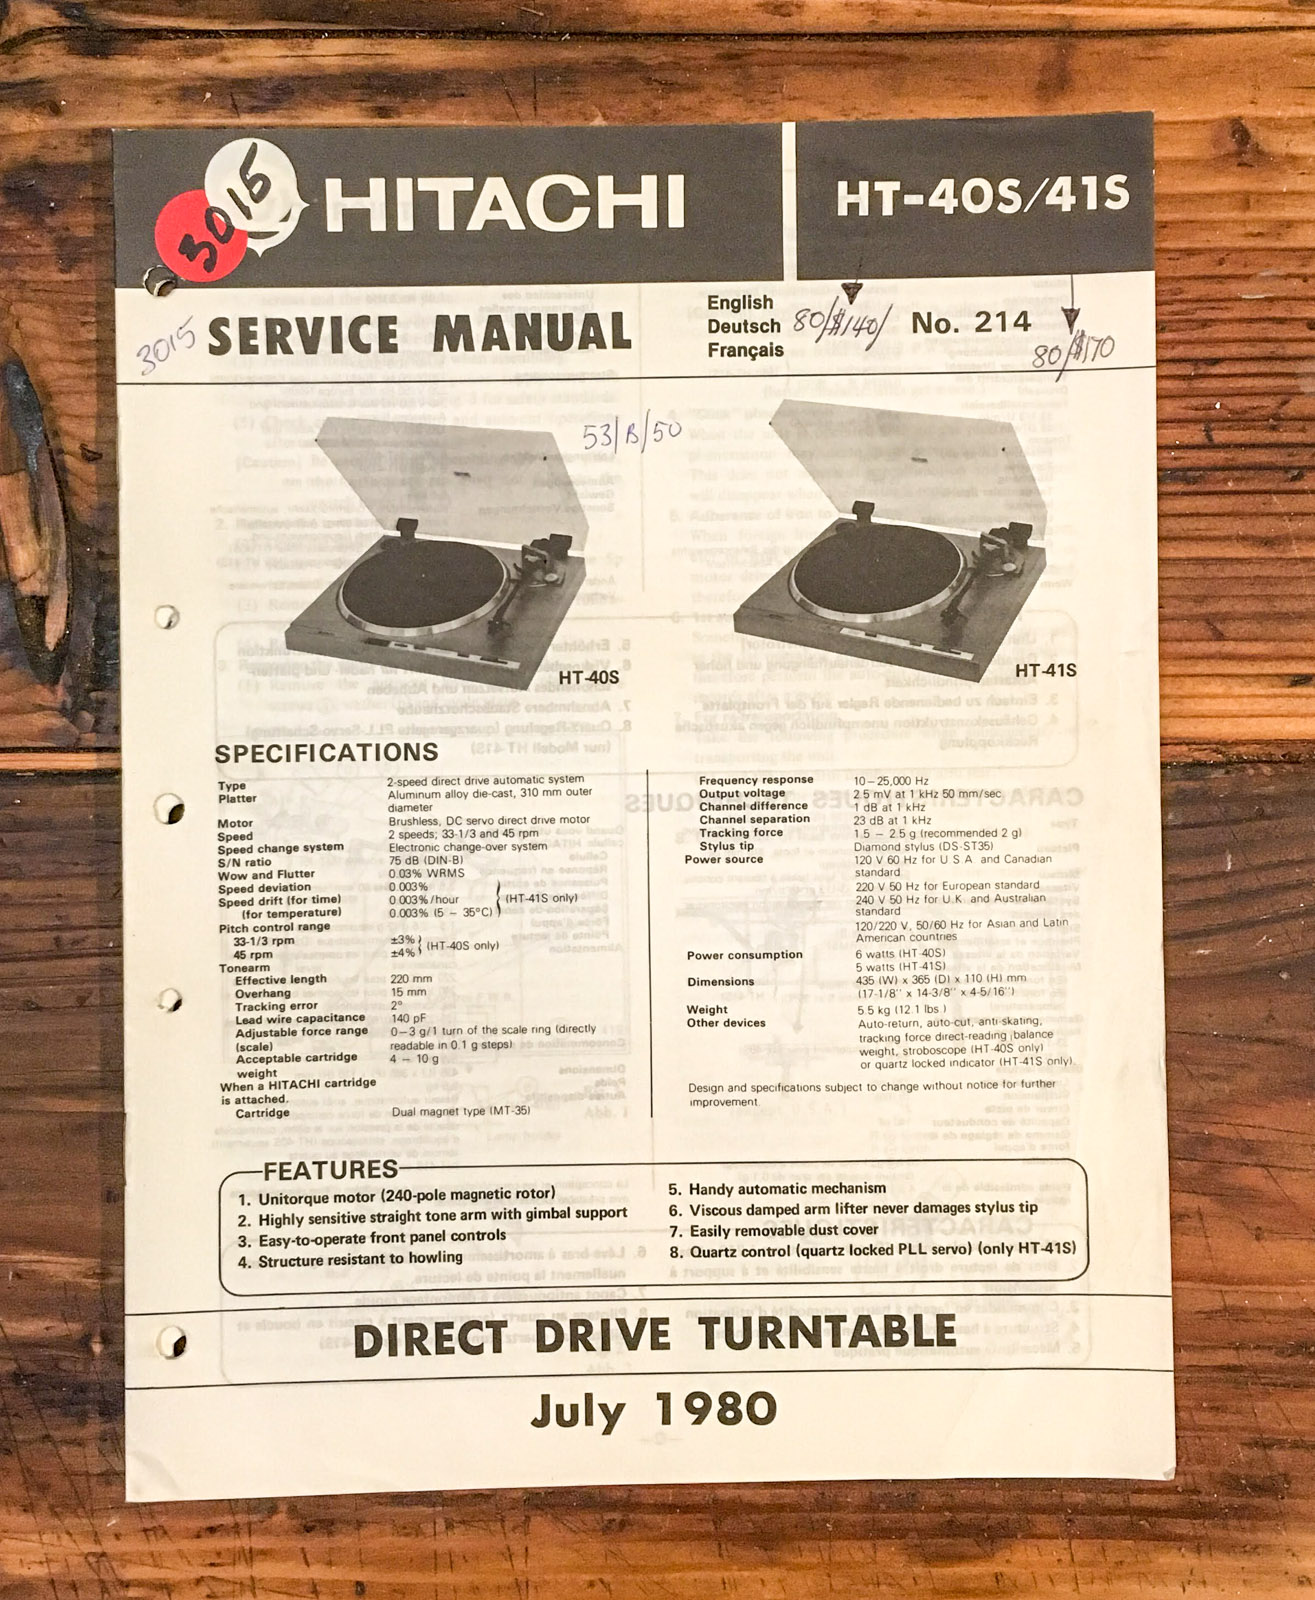 3015
HITACHI
HT-40S/41S
3015
SERVICE MANUAL
English
Deutsch
Français
80/$140/
No. 214
80/$170
53/B/50
HT-40S
HT-41S
SPECIFICATIONS
Type 2-speed direct drive automatic system
Platter Aluminum alloy die-cast, 310 mm outer
diameter
Motor Brushless, DC servo direct drive motor
Speed 2 speeds; 33-1/3 and 45 rpm
Speed change system Electronic change-over system
S/N ratio 75 dB (DIN-B)
Wow and Flutter 0.03% WRMS
Speed deviation 0.003%
Speed drift (for time) 0.003%/hour (HT-41S only)
(for temperature) 0.003% (5 – 35°C)
Pitch control range
33-1/3 rpm ±3%
45 rpm ±4% (HT-40S only)
Tonearm
Effective length 220 mm
Overhang 15 mm
Tracking error 2°
Lead wire capacitance 140 pF
Adjustable force range 0–3 g/1 turn of the scale ring (directly
(scale) readable in 0.1 g steps)
Acceptable cartridge 4 – 10 g
weight
When a HITACHI cartridge
is attached.
Cartridge Dual magnet type (MT-35)
Frequency response 10–25,000 Hz
Output voltage 2.5 mV at 1 kHz 50 mm/sec
Channel difference 1 dB at 1 kHz
Channel separation 23 dB at 1 kHz
Tracking force 1.5 – 2.5 g (recommended 2 g)
Stylus tip Diamond stylus (DS-ST35)
Power source 120 V 60 Hz for U S A and Canadian
standard
220 V 50 Hz for European standard
240 V 50 Hz for U.K. and Australian
standard
120/220 V, 50/60 Hz for Asian and Latin
American countries
Power consumption 6 watts (HT-40S)
5 watts (HT-41S)
Dimensions 435 (W) x 365 (D) x 110 (H) mm
(17-1/8" x 14-3/8" x 4-5/16")
Weight 5.5 kg (12.1 lbs.)
Other devices Auto-return, auto-cut, anti-skating,
tracking force direct-reading balance
weight, stroboscope (HT-40S only)
or quartz locked indicator (HT-41S only).
Design and specifications subject to change without notice for further
improvement.
FEATURES
1. Unitorque motor (240-pole magnetic rotor)
2. Highly sensitive straight tone arm with gimbal support
3. Easy-to-operate front panel controls
4. Structure resistant to howling
5. Handy automatic mechanism
6. Viscous damped arm lifter never damages stylus tip
7. Easily removable dust cover
8. Quartz control (quartz locked PLL servo) (only HT-41S)
DIRECT DRIVE TURNTABLE
July 1980